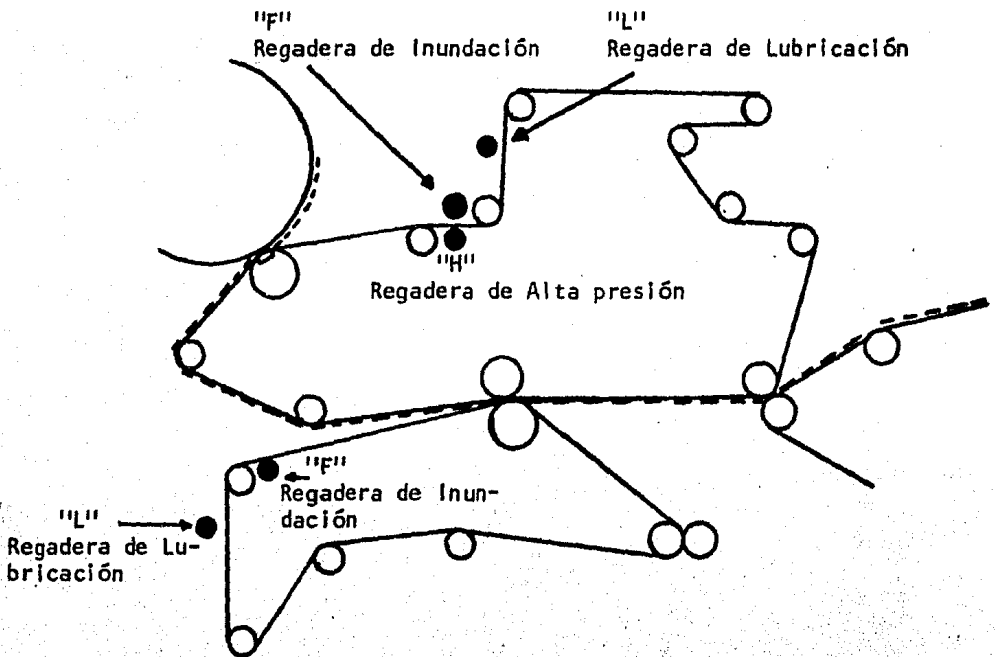 "F"
Regadera de Inundación
"L"
Regadera de Lubricación
"H"
Regadera de Alta presión
"F"
Regadera de Inun-
dación
"L"
Regadera de Lu-
bricación